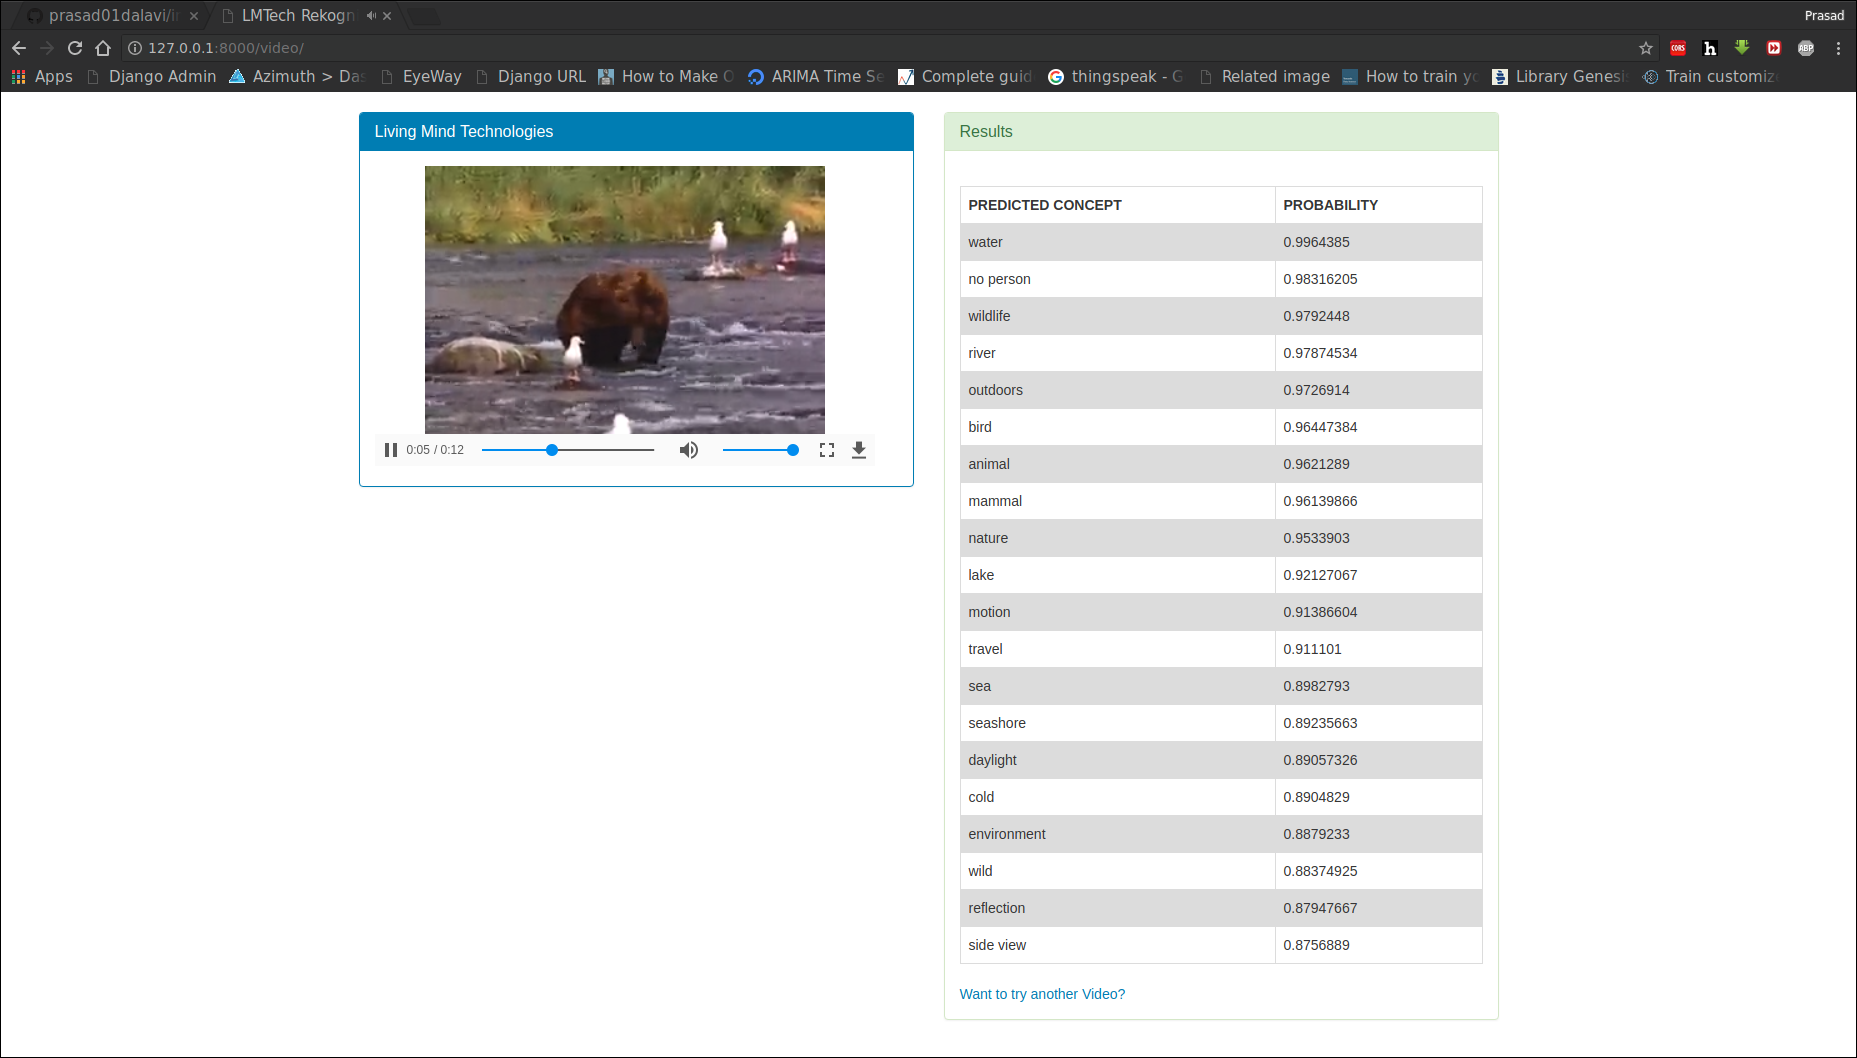 prasad01dalavi/ir
LMTech Rekogn
Prasad
127.0.0.1:8000/video/
CORS
h
ABP
Apps
Django Admin
Azimuth > Das
EyeWay
Django URL
How to Make O
ARIMA Time Se
Complete guid
thingspeak - G
Related image
How to train yo
Library Genesis
Train customize
Living Mind Technologies
0:05 / 0:12
Results
PREDICTED CONCEPT PROBABILITY
water 0.9964385
no person 0.98316205
wildlife 0.9792448
river 0.97874534
outdoors 0.9726914
bird 0.96447384
animal 0.9621289
mammal 0.96139866
nature 0.9533903
lake 0.92127067
motion 0.91386604
travel 0.911101
sea 0.8982793
seashore 0.89235663
daylight 0.89057326
cold 0.8904829
environment 0.8879233
wild 0.88374925
reflection 0.87947667
side view 0.8756889
Want to try another Video?